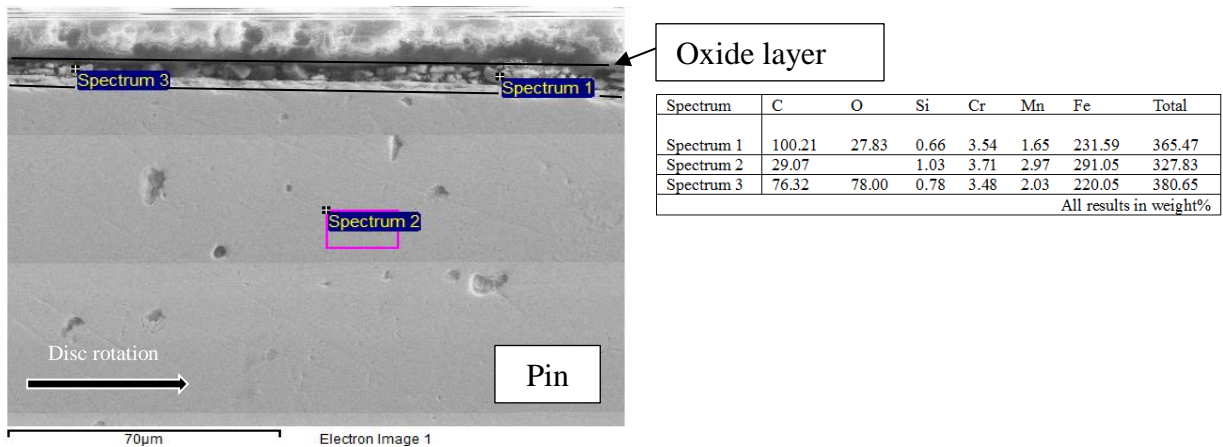 Oxide layer
Spectrum 3
Spectrum 1
Spectrum C O Si Cr Mn Fe Total
Spectrum 1 100.21 27.83 0.66 3.54 1.65 231.59 365.47
Spectrum 2 29.07 1.03 3.71 2.97 291.05 327.83
Spectrum 3 76.32 78.00 0.78 3.48 2.03 220.05 380.65
All results in weight%
Spectrum 2
Disc rotation
Pin
70µm
Electron Image 1